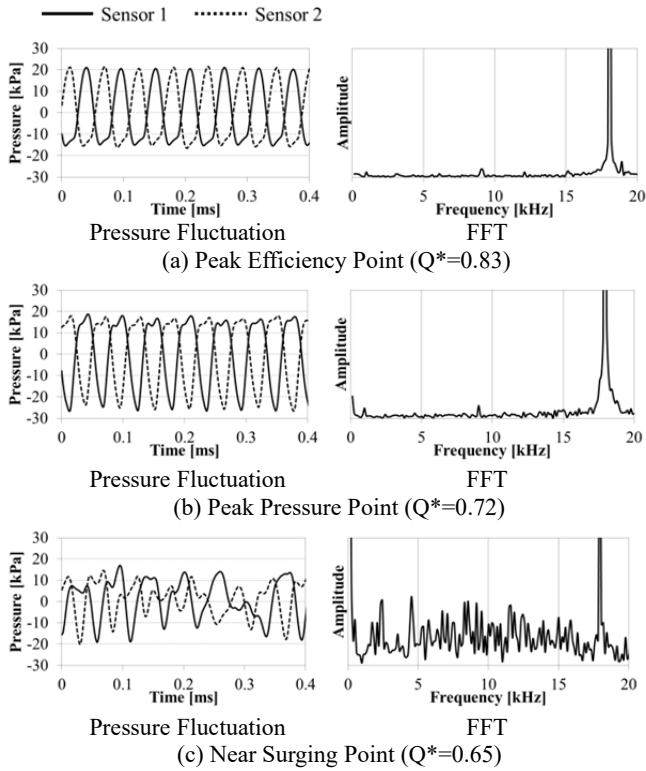 Sensor 1 Sensor 2
30
20
10
0
-10
-20
-30
Pressure [kPa]
0 0.1 0.2 0.3 0.4
Time [ms]
Amplitude
0 5 10 15 20
Frequency [kHz]
Pressure Fluctuation FFT
(a) Peak Efficiency Point (Q*=0.83)
30
20
10
0
-10
-20
-30
Pressure [kPa]
0 0.1 0.2 0.3 0.4
Time [ms]
Amplitude
0 5 10 15 20
Frequency [kHz]
Pressure Fluctuation FFT
(b) Peak Pressure Point (Q*=0.72)
30
20
10
0
-10
-20
-30
Pressure [kPa]
0 0.1 0.2 0.3 0.4
Time [ms]
Amplitude
0 5 10 15 20
Frequency [kHz]
Pressure Fluctuation FFT
(c) Near Surging Point (Q*=0.65)